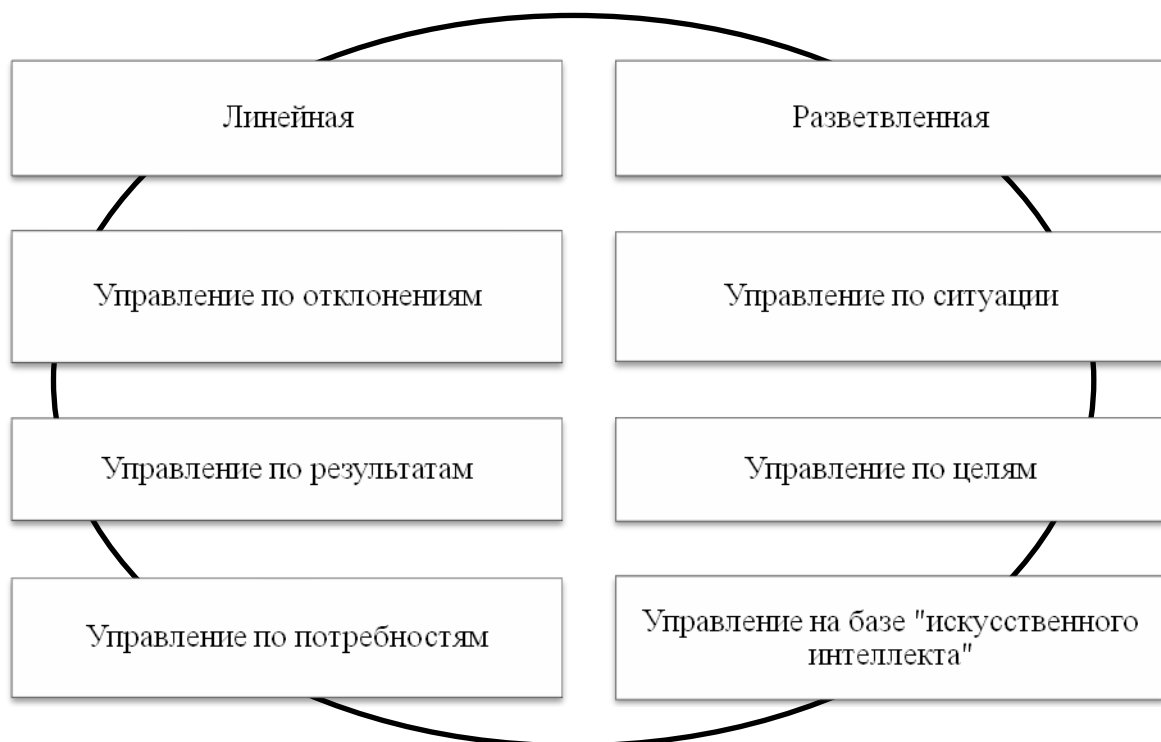 Линейная
Разветвленная
Управление по отклонениям
Управление по ситуации
Управление по результатам
Управление по целям
Управление по потребностям
Управление на базе "искусственного
интеллекта"